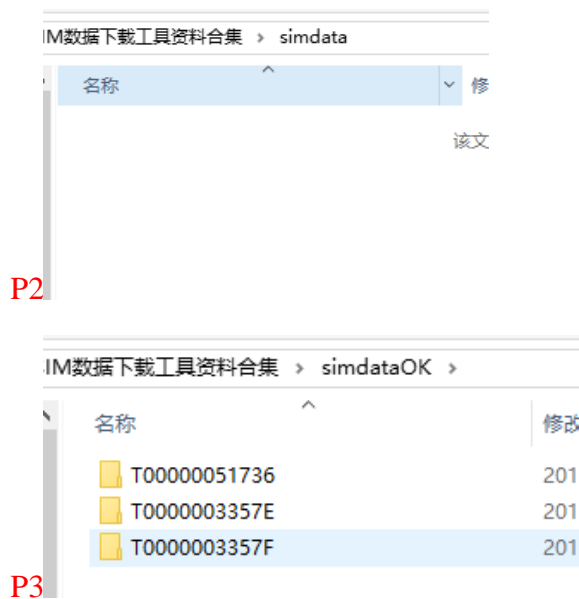 IM数据下载工具资料合集 › simdata
名称 修
该文
P2
IM数据下载工具资料合集 › simdataOK ›
名称 修改
T00000051736 201
T0000003357E 201
T0000003357F 201
P3